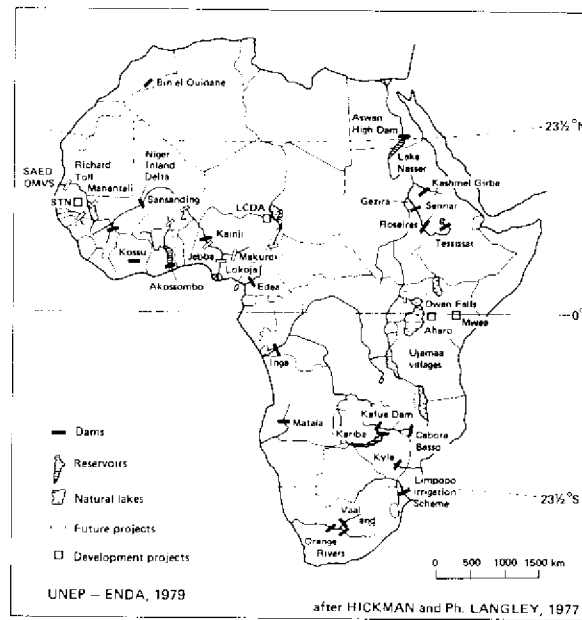 Bin el Ouidane
Aswan
High Dam
23½°N
SAED
OMVS
Richard
Toll
Manantali
Niger
Inland
Delta
Lake
Nasser
Kashmel Girba
STN
Sansanding
LCDA
Gezira
Sennar
Roseires
Kainji
Tessissat
Kossu
Jebba
Makurdi
Lokoja
Akossombo
Edea
Owen Falls
0°
Mwea
Ahero
Inga
Ujamaa
villages
Kafue Dam
Matala
Kariba
Cabora
Basso
Dams
Kyle
Reservoirs
Limpopo
irrigation
Scheme
Natural lakes
23½°S
Vaal
and
Future projects
Orange
Rivers
Development projects
0 500 1000 1500 km
UNEP – ENDA, 1979
after HICKMAN and Ph. LANGLEY, 1977